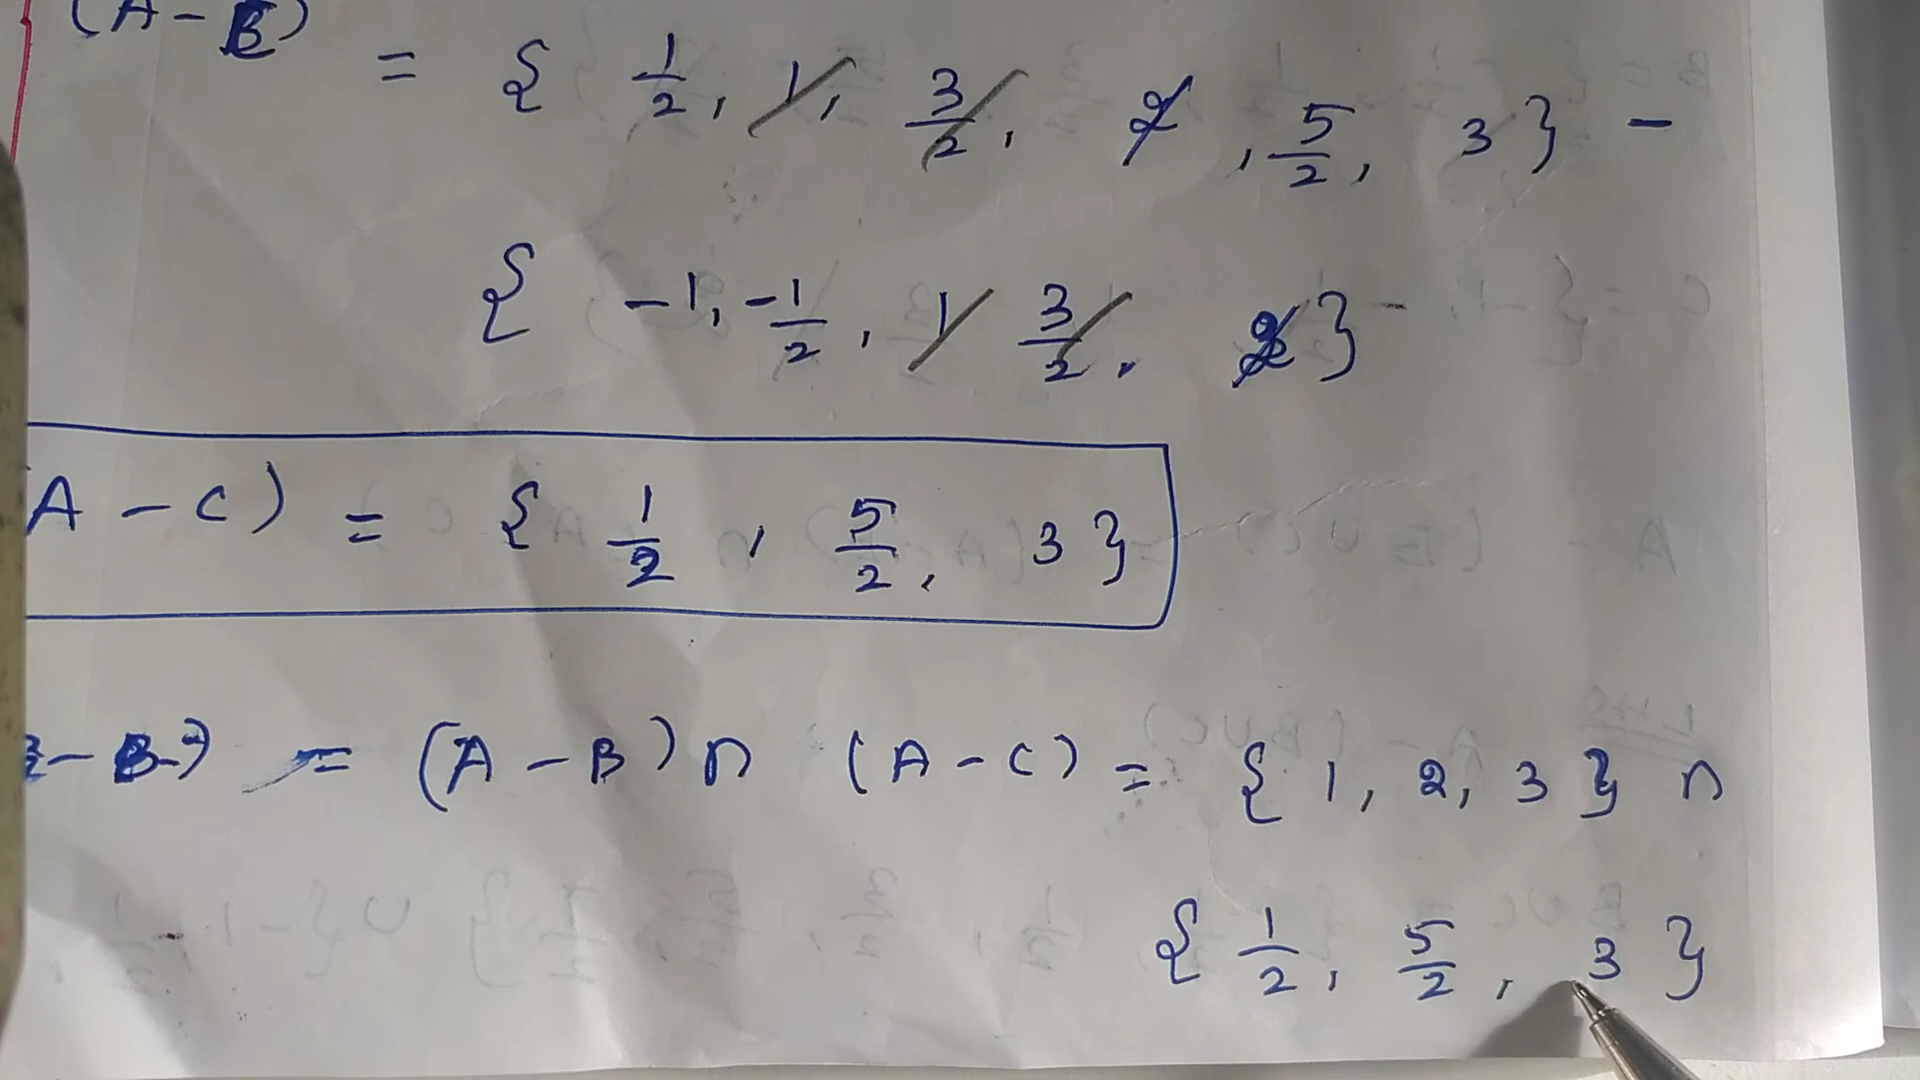 (A - C) = { 1/2, 1, 3/2, 2, 5/2, 3 } -
{ -1, -1/2, 1 3/2, 2 }
A - C) = { 1/2, 5/2, 3 }
- B) = (A - B) ∩ (A - C) = { 1, 2, 3 } ∩
{ 1/2, 5/2, 3 }